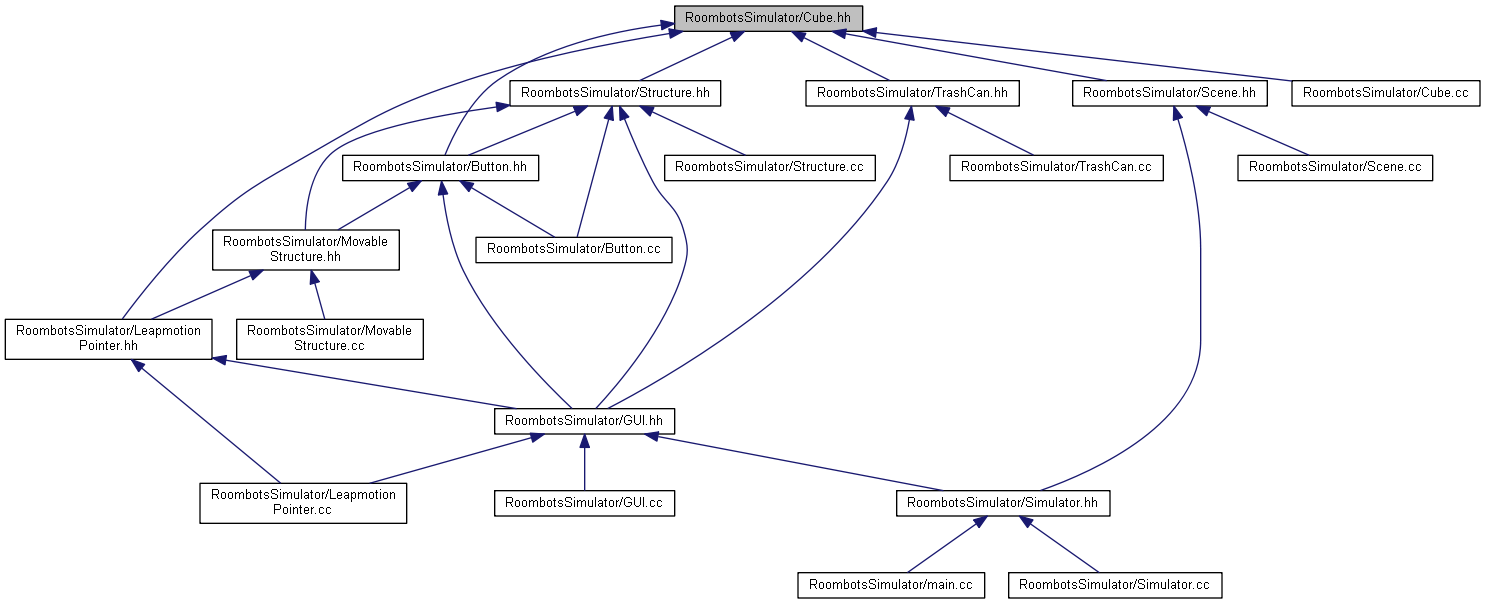 RoombotsSimulator/Cube.hh
RoombotsSimulator/Structure.hh
RoombotsSimulator/TrashCan.hh
RoombotsSimulator/Scene.hh
RoombotsSimulator/Cube.cc
RoombotsSimulator/Button.hh
RoombotsSimulator/Structure.cc
RoombotsSimulator/TrashCan.cc
RoombotsSimulator/Scene.cc
RoombotsSimulator/Movable
Structure.hh
RoombotsSimulator/Button.cc
RoombotsSimulator/Leapmotion
Pointer.hh
RoombotsSimulator/Movable
Structure.cc
RoombotsSimulator/GUI.hh
RoombotsSimulator/Leapmotion
Pointer.cc
RoombotsSimulator/GUI.cc
RoombotsSimulator/Simulator.hh
RoombotsSimulator/main.cc
RoombotsSimulator/Simulator.cc